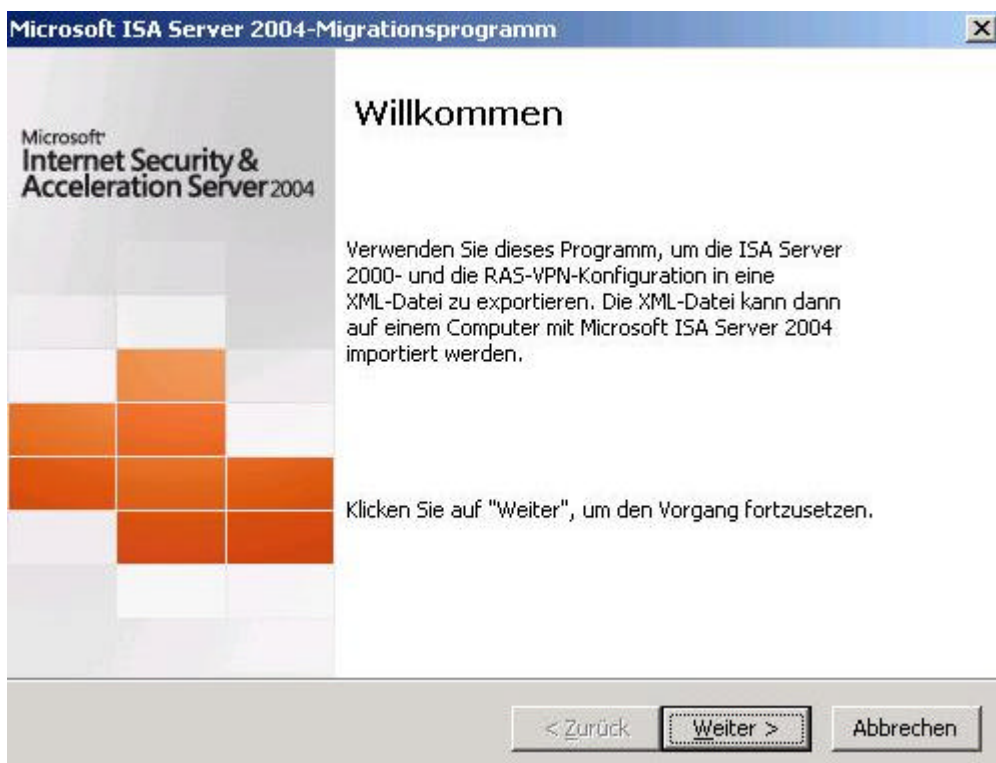 Microsoft ISA Server 2004-Migrationsprogramm
Microsoft
Internet Security &
Acceleration Server 2004
Willkommen
Verwenden Sie dieses Programm, um die ISA Server
2000- und die RAS-VPN-Konfiguration in eine
XML-Datei zu exportieren. Die XML-Datei kann dann
auf einem Computer mit Microsoft ISA Server 2004
importiert werden.
Klicken Sie auf "Weiter", um den Vorgang fortzusetzen.
< Zurück
Weiter >
Abbrechen